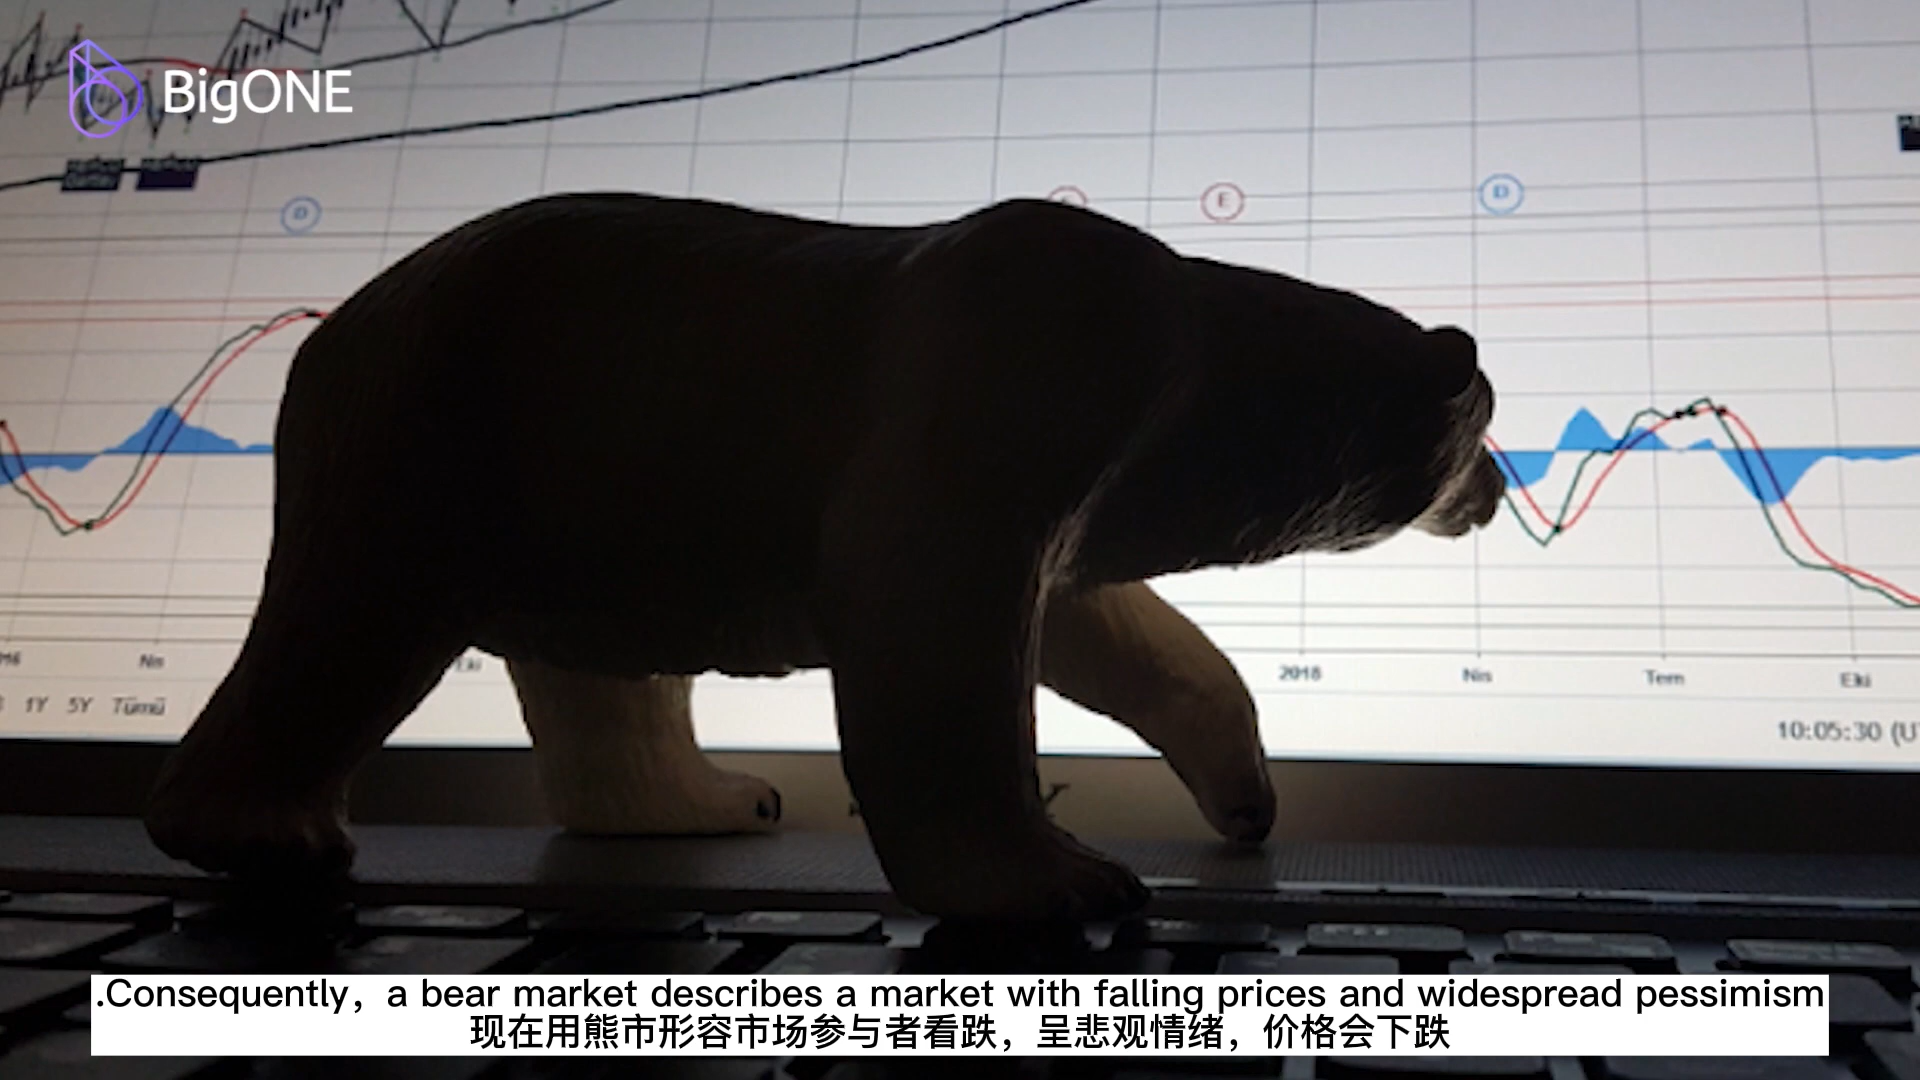 BigONE
D
E
D
Nis
Eki
2018
Nis
Tem
Eki
1Y 5Y Tümü
10:05:30 (U
.Consequently，a bear market describes a market with falling prices and widespread pessimism
现在用熊市形容市场参与者看跌，呈悲观情绪，价格会下跌